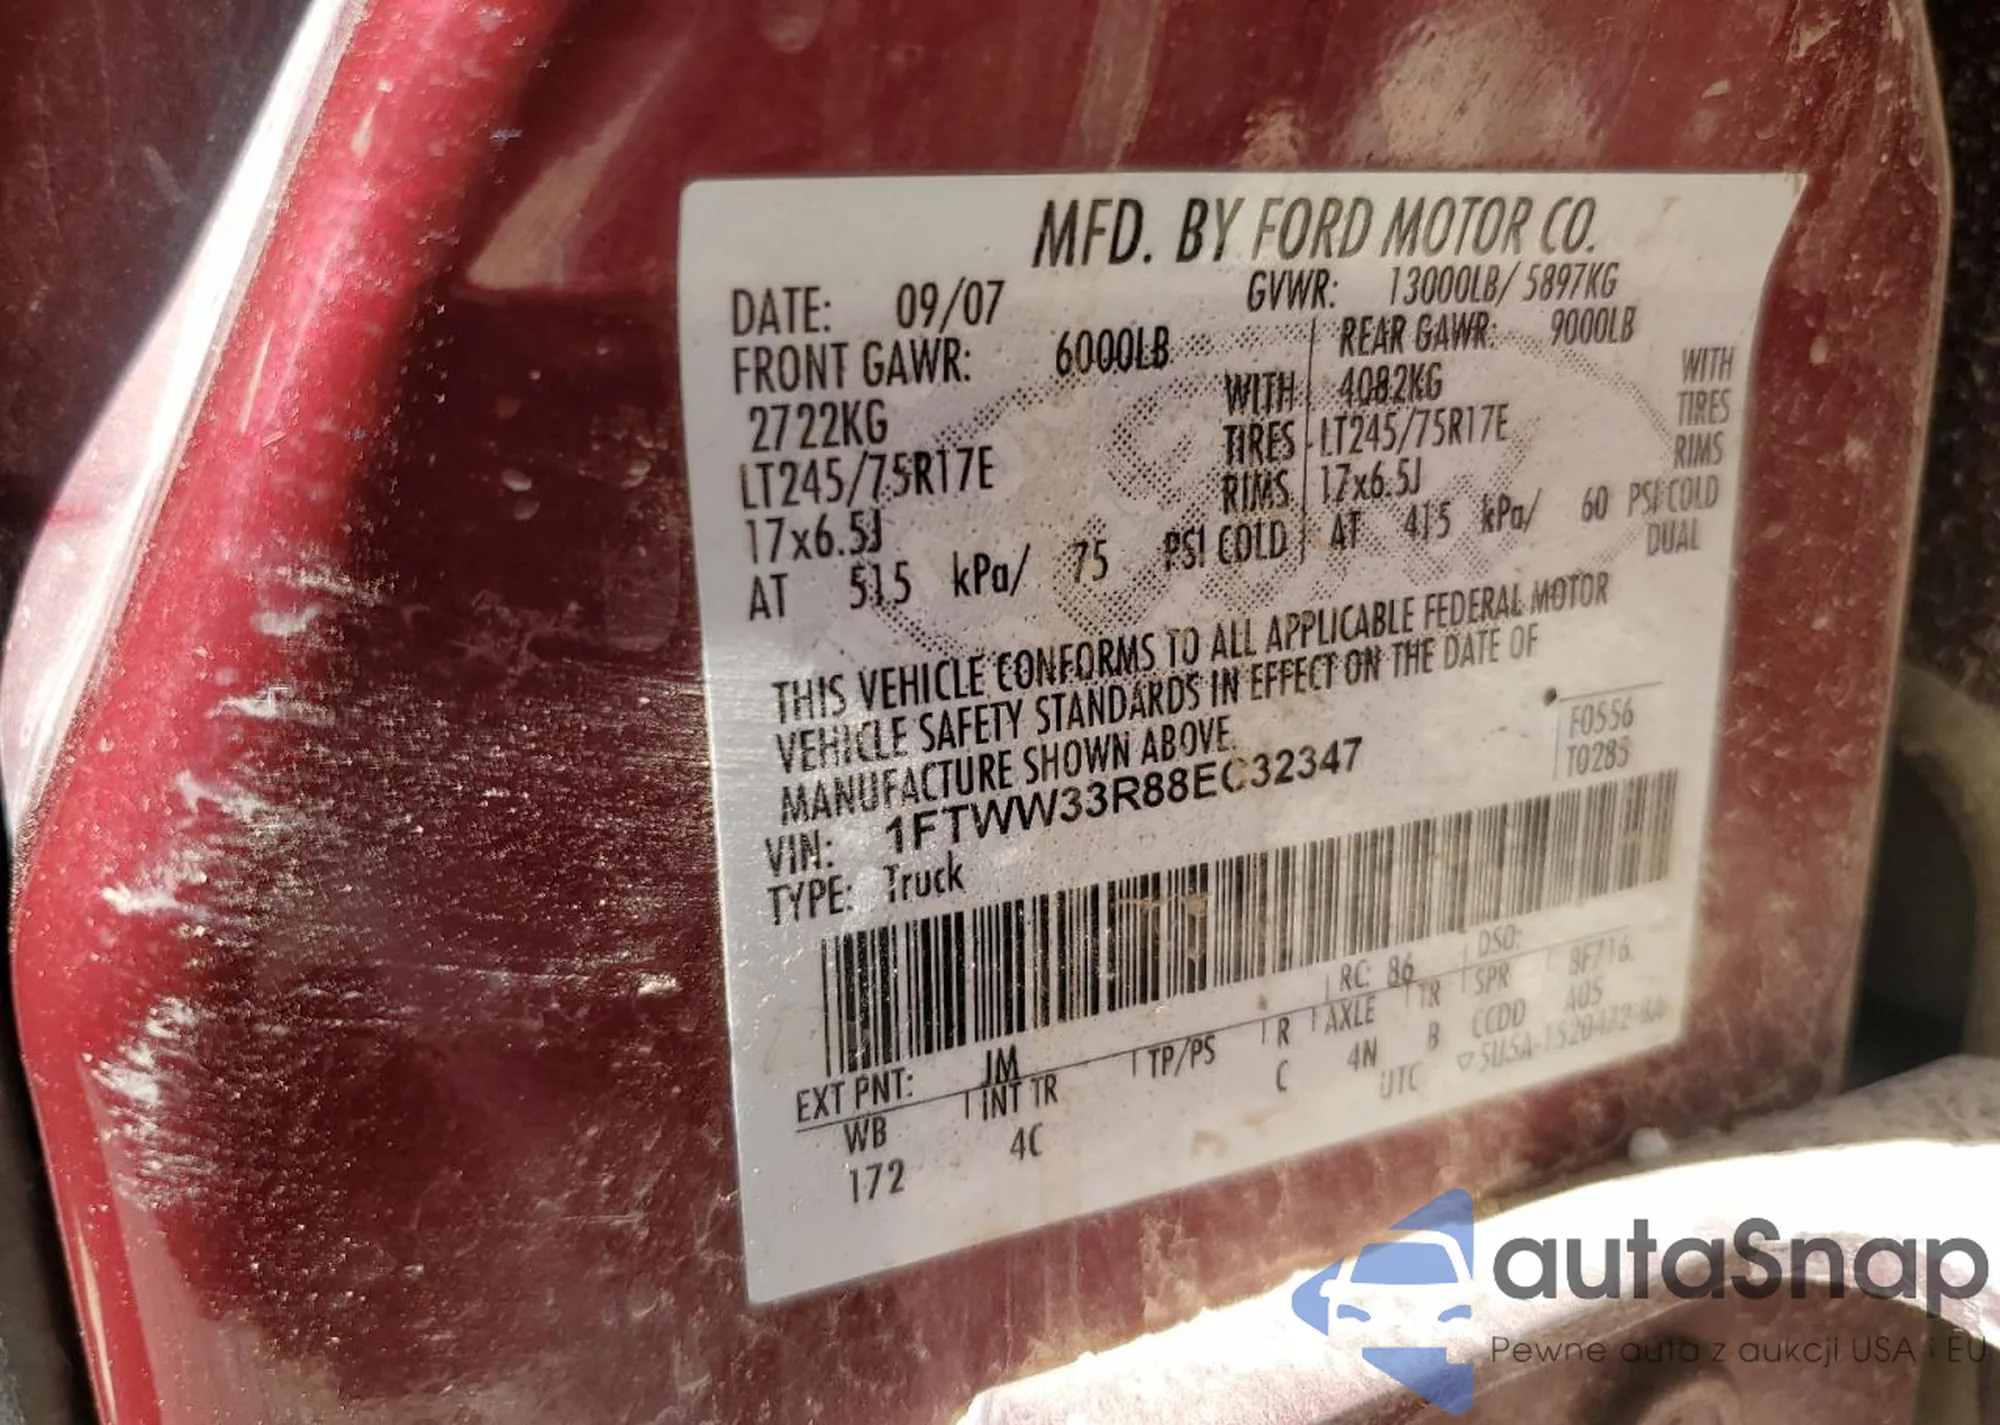 MFD. BY FORD MOTOR CO.
DATE: 09/07 GVWR: 13000LB/ 5897KG
FRONT GAWR: 6000LB REAR GAWR: 9000LB
2722KG WITH 4082KG WITH
LT245/75R17E TIRES LT245/75R17E TIRES
17x6.5J RIMS 17x6.5J RIMS
AT 515 kPa/ 75 PSI COLD AT 415 kPa/ 60 PSI COLD
DUAL
THIS VEHICLE CONFORMS TO ALL APPLICABLE FEDERAL MOTOR
VEHICLE SAFETY STANDARDS IN EFFECT ON THE DATE OF
MANUFACTURE SHOWN ABOVE.
F0556
T0285
VIN: 1FTWW33R88EC32347
TYPE: Truck
EXT PNT: JM RC: 86 DSO:
WB INT TR TP/PS R AXLE TR SPR 8F716
172 4C C 4N B CCDD A05
UTC ▽5USA-1520472-BA
autaSnap
Pewne auta z aukcji USA i EU